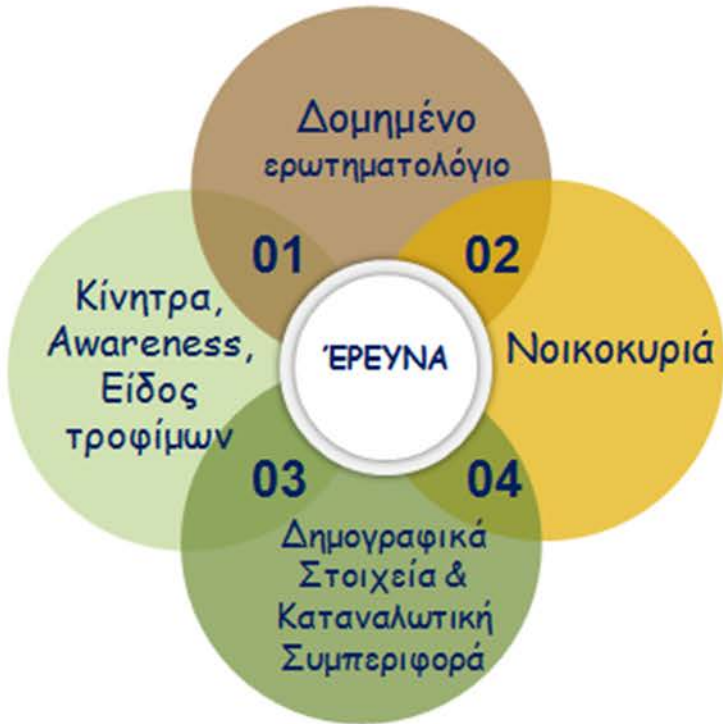 Δομημένο
ερωτηματολόγιο
01
02
Κίνητρα,
Awareness,
Είδος
τροφίμων
ΈΡΕΥΝΑ
Νοικοκυριά
03
04
Δημογραφικά
Στοιχεία &
Καταναλωτική
Συμπεριφορά